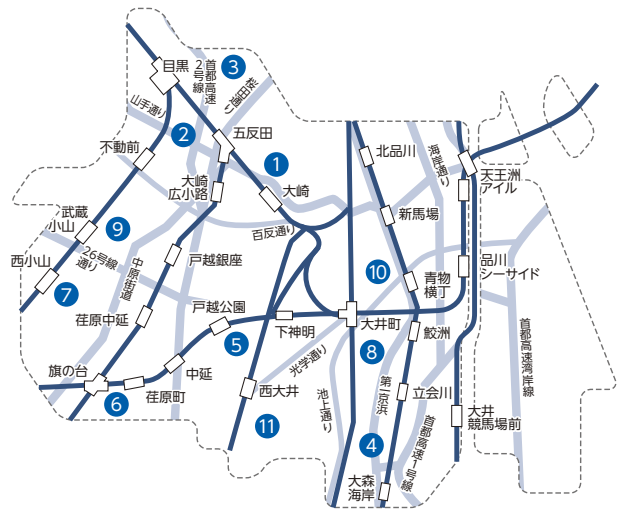 目黒
首都高速
2号線
3
桜田通り
山手通り
2
五反田
不動前
1
北品川
海岸通り
天王洲
アイル
大崎
広小路
大崎
武蔵
小山
9
百反通り
新馬場
西小山
26号線
通り
中原街道
戸越銀座
10
青物
横丁
品川
シーサイド
7
荏原中延
戸越公園
下神明
大井町
鮫洲
首都高速湾岸線
5
光学通り
8
旗の台
中延
荏原町
6
西大井
池上通り
第一京浜
立会川
大井
競馬場前
11
4
首都高速1号線
大森
海岸